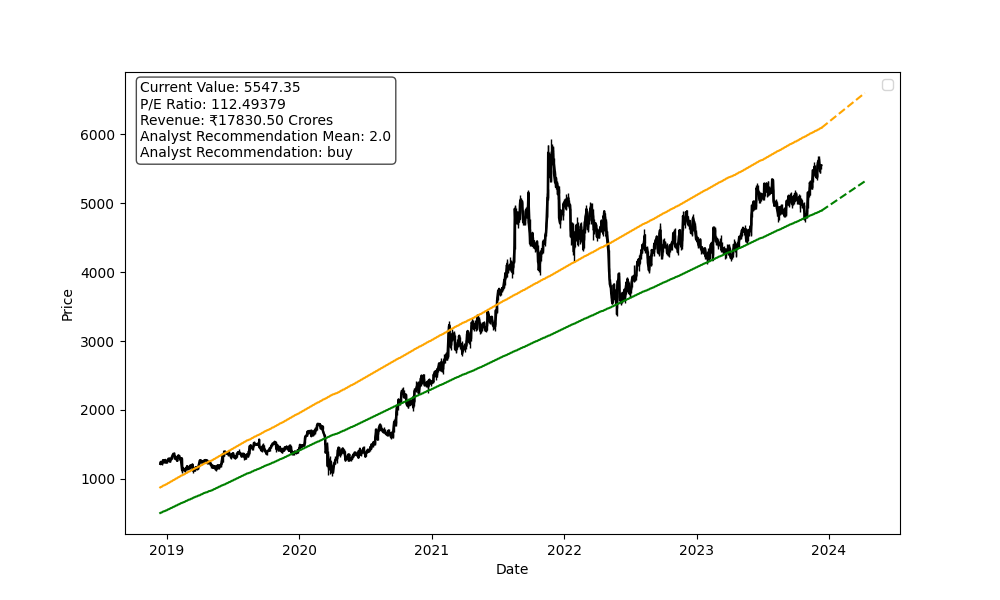 Current Value: 5547.35
P/E Ratio: 112.49379
Revenue: ₹17830.50 Crores
Analyst Recommendation Mean: 2.0
Analyst Recommendation: buy
6000
5000
4000
3000
2000
1000
Price
2019 2020 2021 2022 2023 2024
Date